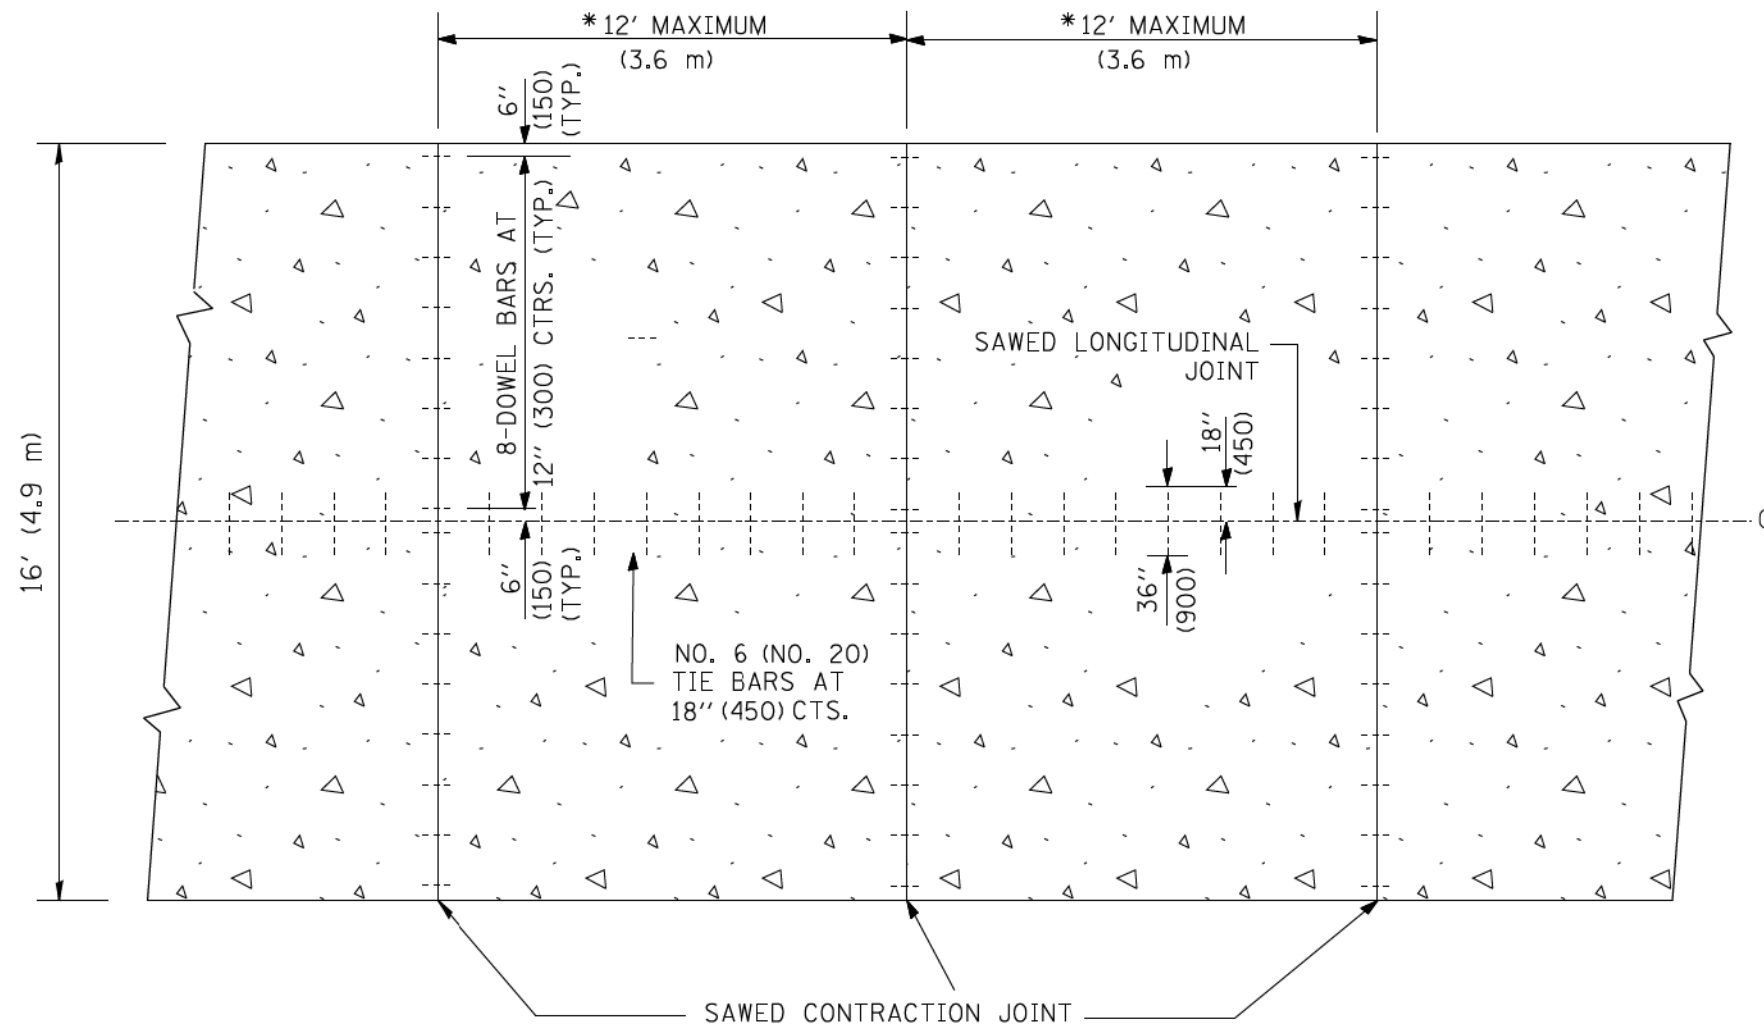 *12' MAXIMUM
(3.6 m)
*12' MAXIMUM
(3.6 m)
6"
(150)
(TYP.)
8-DOWEL BARS AT
12" (300) CTRS. (TYP.)
16' (4.9 m)
SAWED LONGITUDINAL
JOINT
18"
(450)
36"
(900)
6"
(150)
(TYP.)
NO. 6 (NO. 20)
TIE BARS AT
18" (450) CTS.
SAWED CONTRACTION JOINT